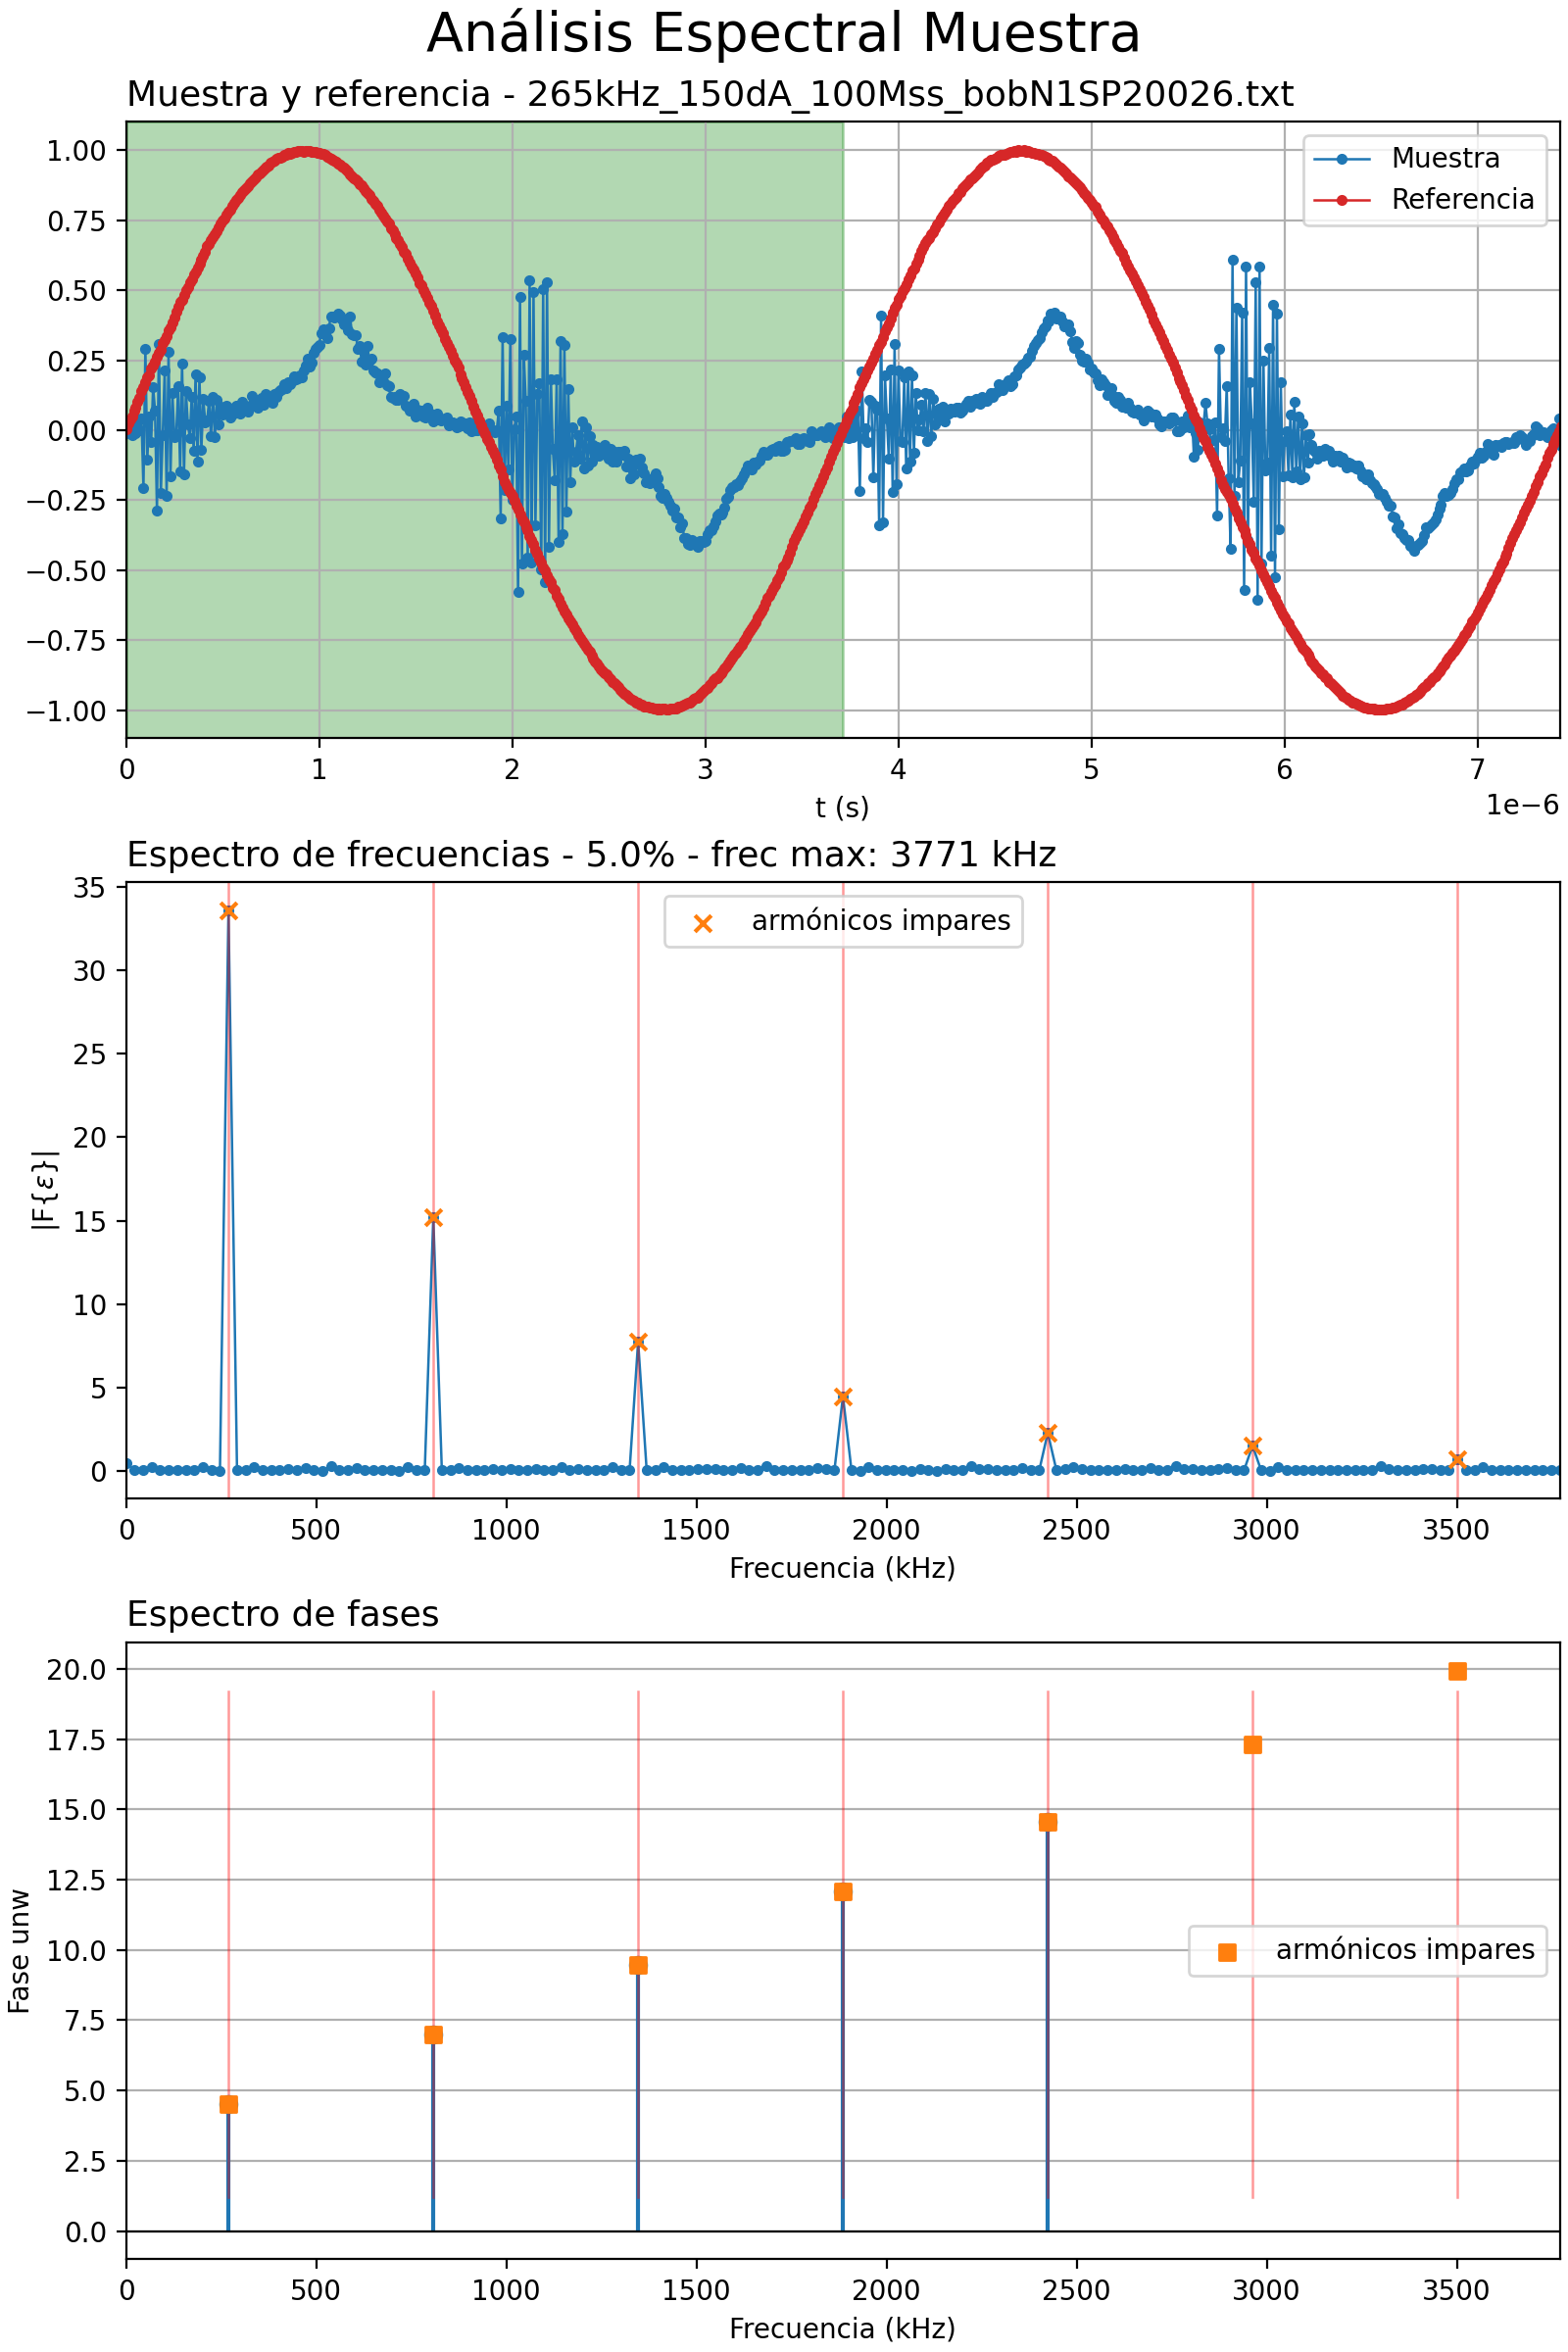 Análisis Espectral Muestra
Muestra y referencia - 265kHz_150dA_100Mss_bobN1SP20026.txt
1.00
0.75
0.50
0.25
0.00
−0.25
−0.50
−0.75
−1.00
Muestra
Referencia
0 1 2 3 4 5 6 7
t (s)
1e−6
Espectro de frecuencias - 5.0% - frec max: 3771 kHz
35
30
25
20
15
10
5
0
|F{ε}|
armónicos impares
0 500 1000 1500 2000 2500 3000 3500
Frecuencia (kHz)
Espectro de fases
20.0
17.5
15.0
12.5
10.0
7.5
5.0
2.5
0.0
Fase unw
armónicos impares
0 500 1000 1500 2000 2500 3000 3500
Frecuencia (kHz)